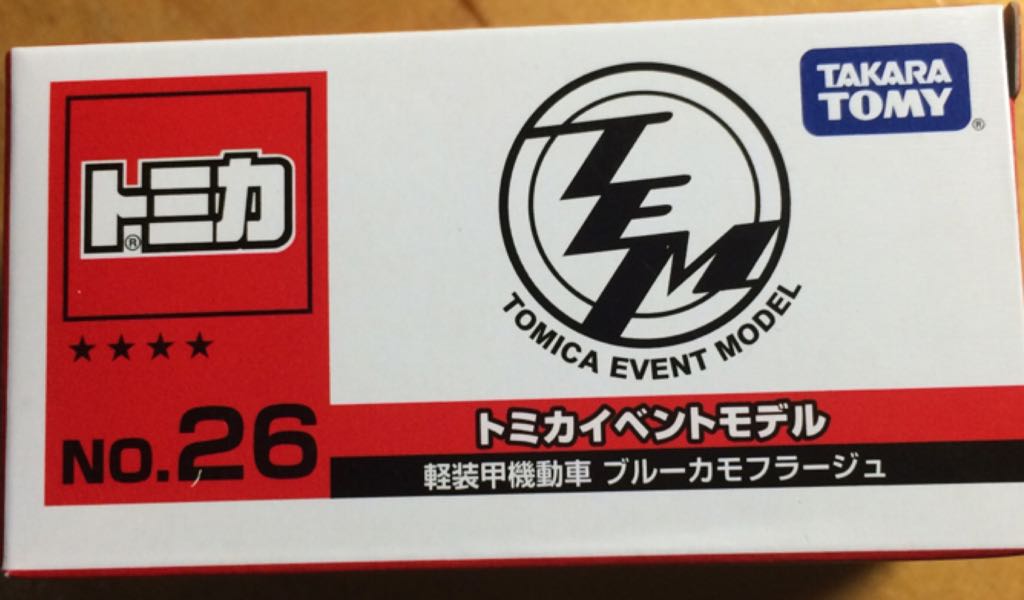 トミカ®
TEM
TOMICA EVENT MODEL
TAKARA
TOMY®
★★★★
NO.26
トミカイベントモデル
軽装甲機動車 ブルーカモフラージュ